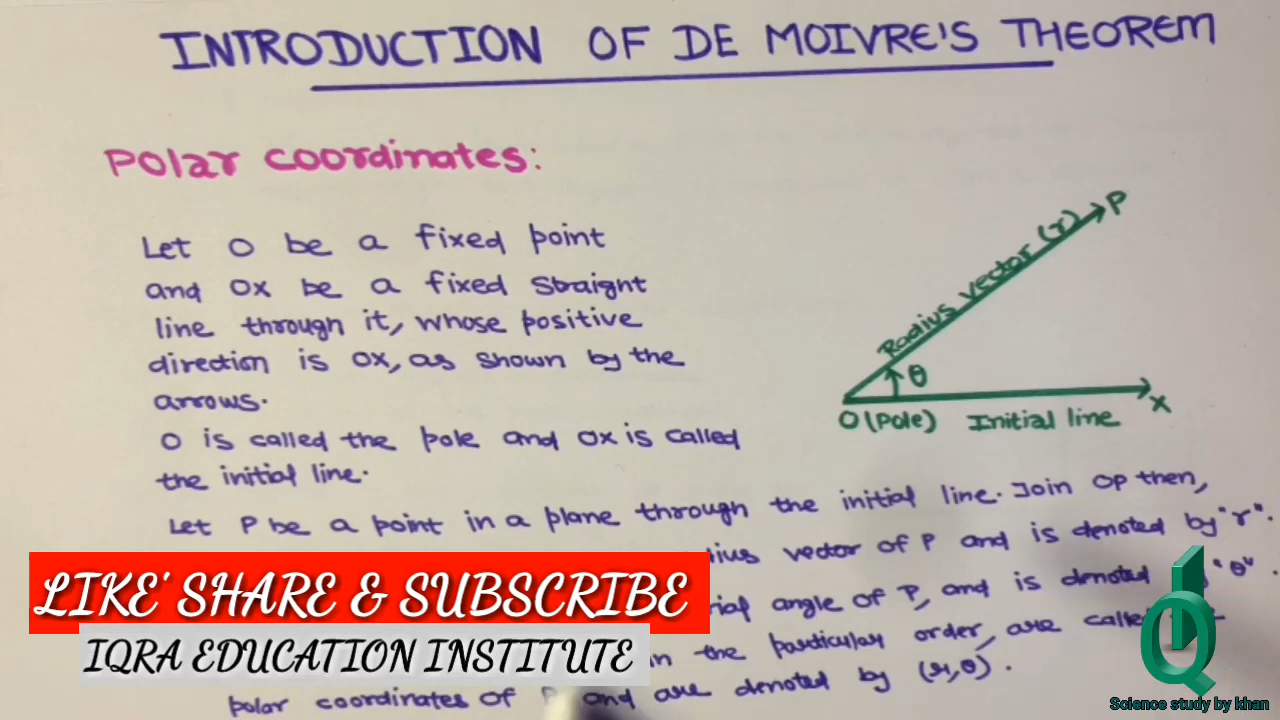 INTRODUCTION OF DE MOIVRE'S THEOREM
Polar coordinates:
Let O be a fixed point
and OX be a fixed straight
line through it, whose positive
direction is OX, as shown by the
arrows.
O is called the pole and OX is called
the initial line.
Radius vector (r)
P
θ
O (Pole) Initial line
X
Let P be a point in a plane through the initial line. Join OP then,
vector of P and is denoted by "r".
angle of P, and is denoted "θ".
in the particular order, are called
polar coordinates of P and are denoted by (r,θ).
LIKE' SHARE & SUBSCRIBE
IQRA EDUCATION INSTITUTE
Science study by khan